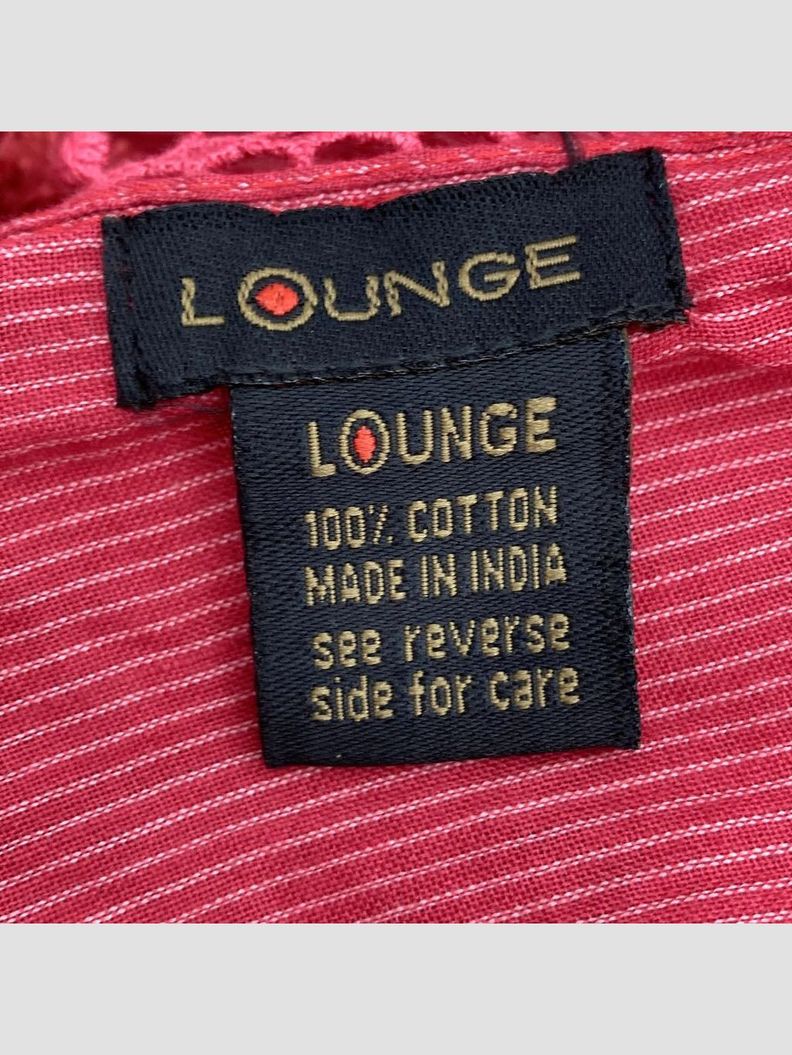 LOUNGE
LOUNGE
100% COTTON
MADE IN INDIA
see reverse
side for care